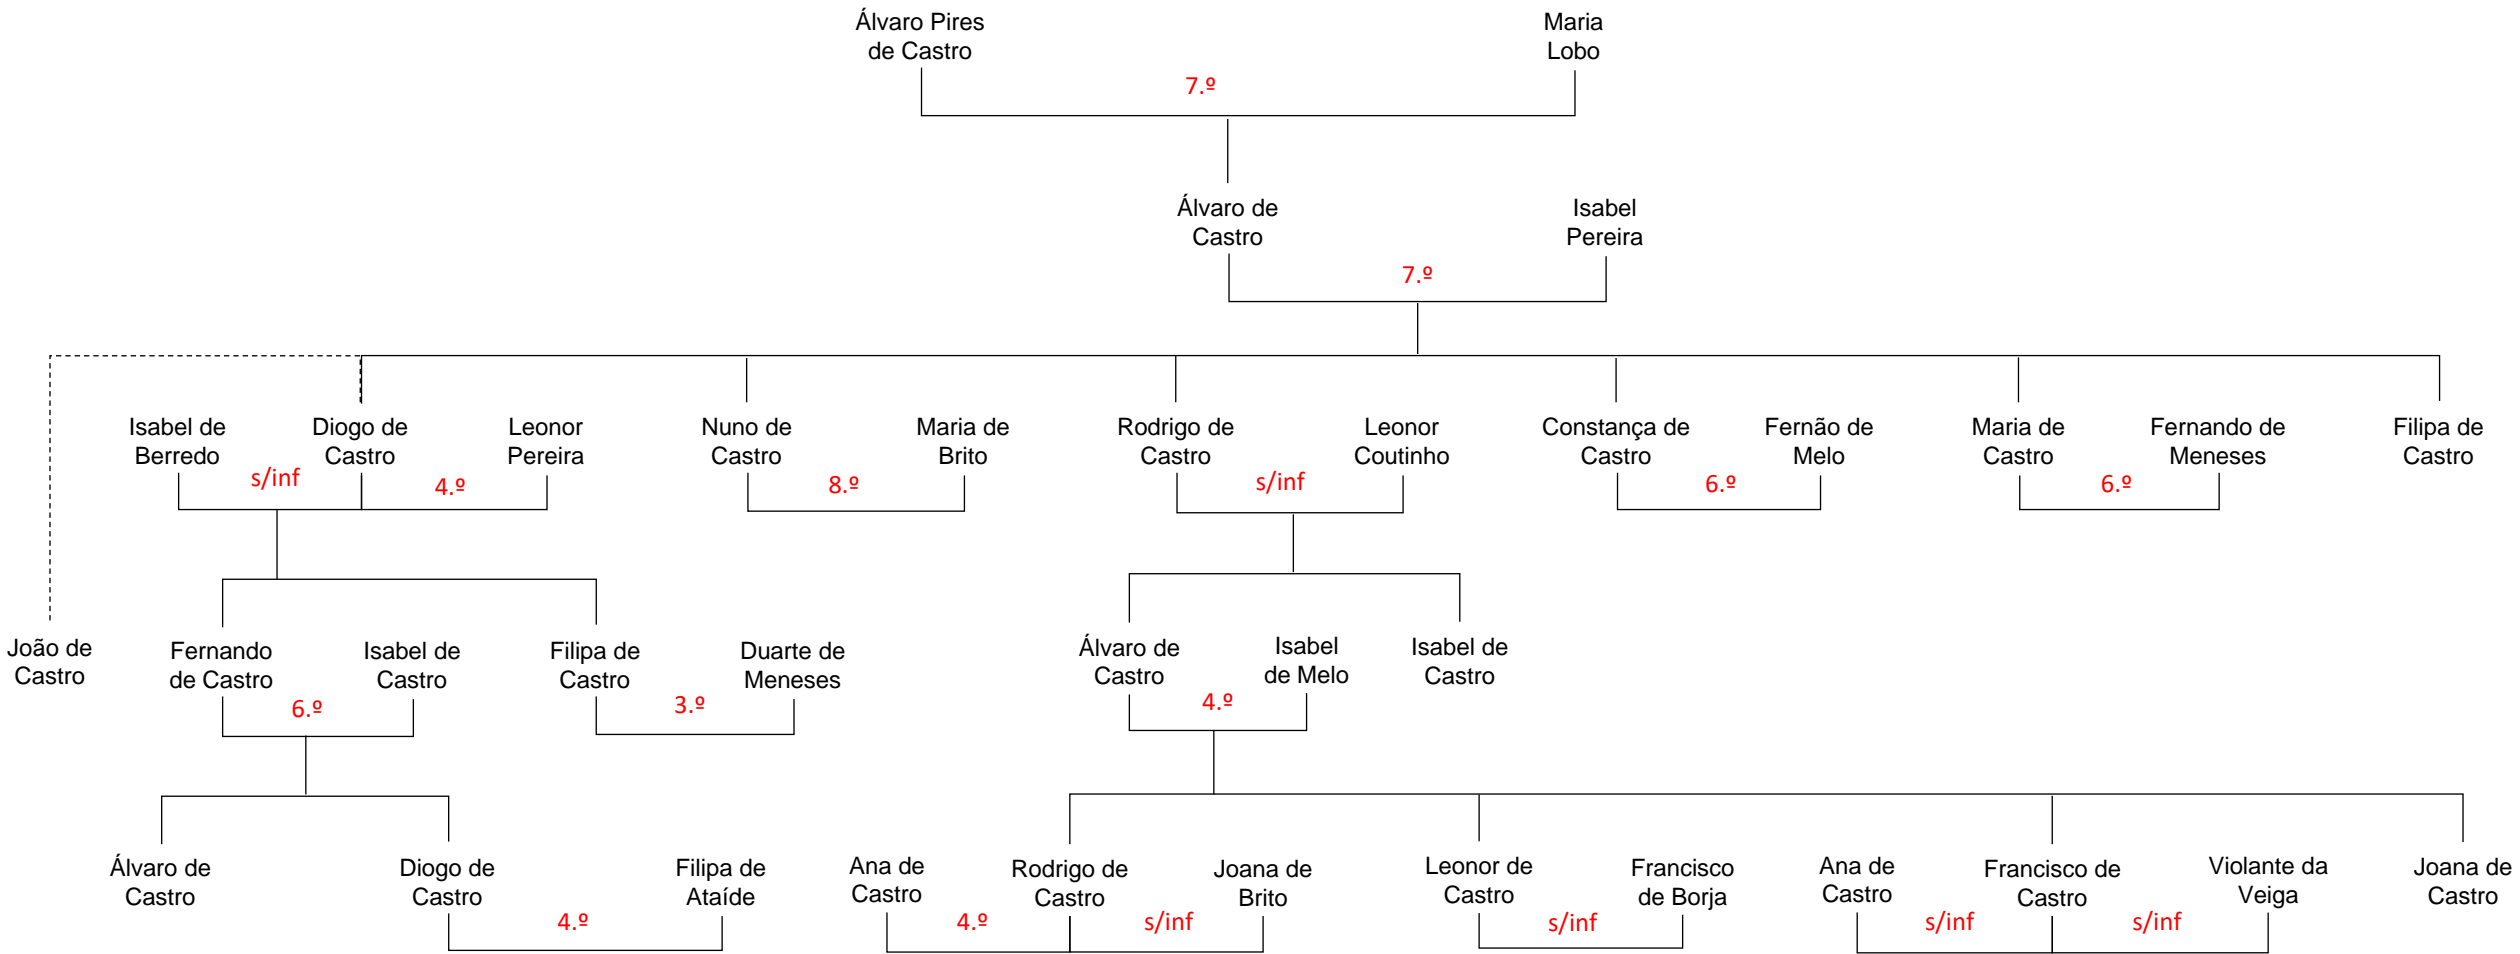 Álvaro Pires
de Castro
Maria
Lobo
7.º
Álvaro de
Castro
Isabel
Pereira
7.º
Isabel de
Berredo
Diogo de
Castro
Leonor
Pereira
Nuno de
Castro
Maria de
Brito
Rodrigo de
Castro
Leonor
Coutinho
Constança de
Castro
Fernão de
Melo
Maria de
Castro
Fernando de
Meneses
Filipa de
Castro
s/inf
4.º
8.º
s/inf
6.º
6.º
João de
Castro
Fernando
de Castro
Isabel de
Castro
Filipa de
Castro
Duarte de
Meneses
Álvaro de
Castro
Isabel
de Melo
Isabel de
Castro
6.º
3.º
4.º
Álvaro de
Castro
Diogo de
Castro
Filipa de
Ataíde
Ana de
Castro
Rodrigo de
Castro
Joana de
Brito
Leonor de
Castro
Francisco
de Borja
Ana de
Castro
Francisco de
Castro
Violante da
Veiga
Joana de
Castro
4.º
4.º
s/inf
s/inf
s/inf
s/inf